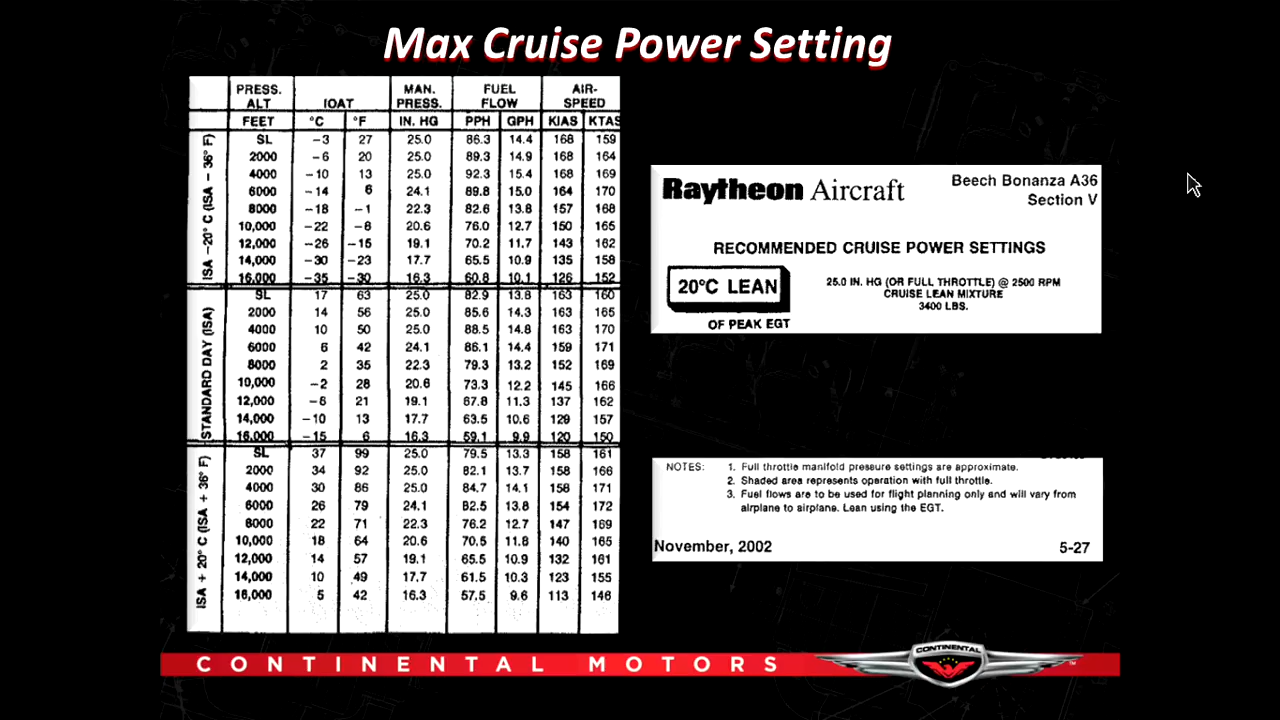 Max Cruise Power Setting
PRESS. ALT IOAT MAN. PRESS. FUEL FLOW AIR- SPEED
FEET °C °F IN. HG PPH GPH KIAS KTAS
ISA −20° C (ISA − 36° F)
SL −3 27 25.0 86.3 14.4 168 159
2000 −6 20 25.0 89.3 14.9 168 164
4000 −10 13 25.0 92.3 15.4 168 169
6000 −14 6 24.1 89.8 15.0 164 170
8000 −18 −1 22.3 82.6 13.8 157 168
10,000 −22 −8 20.6 76.0 12.7 150 165
12,000 −26 −15 19.1 70.2 11.7 143 162
14,000 −30 −23 17.7 65.5 10.9 135 158
16,000 −35 −30 16.3 60.8 10.1 126 152
STANDARD DAY (ISA)
SL 17 63 25.0 82.9 13.8 163 160
2000 14 56 25.0 85.6 14.3 163 165
4000 10 50 25.0 88.5 14.8 163 170
6000 6 42 24.1 86.1 14.4 159 171
8000 2 35 22.3 79.3 13.2 152 169
10,000 −2 28 20.6 73.3 12.2 145 166
12,000 −6 21 19.1 67.8 11.3 137 162
14,000 −10 13 17.7 63.5 10.6 129 157
16,000 −15 6 16.3 59.1 9.9 120 150
ISA + 20° C (ISA + 36° F)
SL 37 99 25.0 79.5 13.3 158 161
2000 34 92 25.0 82.1 13.7 158 166
4000 30 86 25.0 84.7 14.1 158 171
6000 26 79 24.1 82.5 13.8 154 172
8000 22 71 22.3 76.2 12.7 147 169
10,000 18 64 20.6 70.5 11.8 140 165
12,000 14 57 19.1 65.5 10.9 132 161
14,000 10 49 17.7 61.5 10.3 123 155
16,000 5 42 16.3 57.5 9.6 113 146
Raytheon Aircraft
Beech Bonanza A36
Section V
RECOMMENDED CRUISE POWER SETTINGS
20°C LEAN
OF PEAK EGT
25.0 IN. HG (OR FULL THROTTLE) @ 2500 RPM
CRUISE LEAN MIXTURE
3400 LBS.
NOTES: 1. Full throttle manifold pressure settings are approximate.
2. Shaded area represents operation with full throttle.
3. Fuel flows are to be used for flight planning only and will vary from
airplane to airplane. Lean using the EGT.
November, 2002 5-27
CONTINENTAL MOTORS
CONTINENTAL